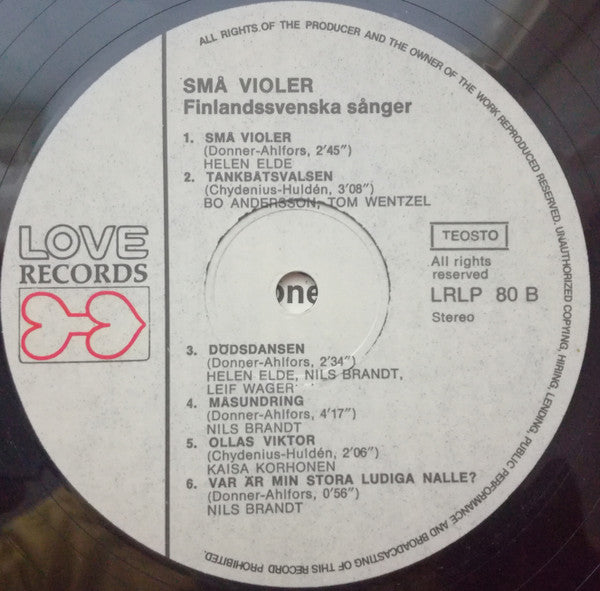 ALL RIGHTS OF THE PRODUCER AND THE OWNER OF THE WORK REPRODUCED RESERVED. UNAUTHORIZED COPYING, HIRING, LENDING, PUBLIC PERFORMANCE AND BROADCASTING OF THIS RECORD PROHIBITED.
SMÅ VIOLER
Finlandssvenska sånger
1. SMÅ VIOLER
(Donner-Ahlfors, 2'45")
HELEN ELDE
2. TANKBÅTSVALSEN
(Chydenius-Huldén, 3'08")
BO ANDERSSON, TOM WENTZEL
LOVE
RECORDS
TEOSTO
All rights
reserved
LRLP 80 B
Stereo
one
3. DÖDSDANSEN
(Donner-Ahlfors, 2'34")
HELEN ELDE, NILS BRANDT,
LEIF WAGER
4. MÅSUNDRING
(Donner-Ahlfors, 4'17")
NILS BRANDT
5. OLLAS VIKTOR
(Chydenius-Huldén, 2'06")
KAISA KORHONEN
6. VAR ÄR MIN STORA LUDIGA NALLE?
(Donner-Ahlfors, 0'56")
NILS BRANDT